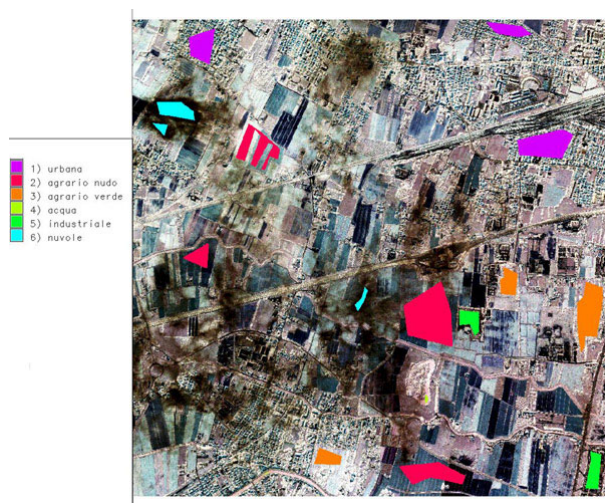 1) urbana
2) agrario nudo
3) agrario verde
4) acqua
5) industriale
6) nuvole